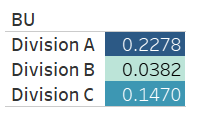 BU
Division A 0.2278
Division B 0.0382
Division C 0.1470